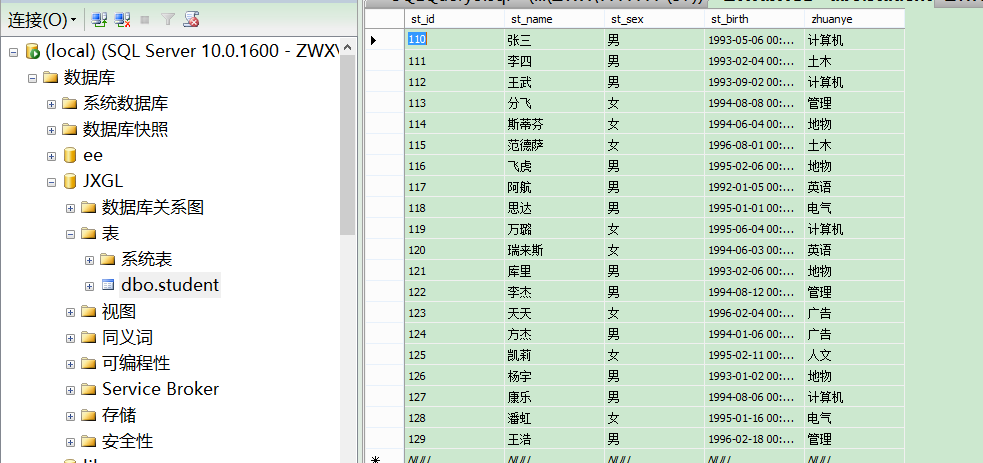 连接(O)
(local) (SQL Server 10.0.1600 - ZWX
数据库
系统数据库
数据库快照
ee
JXGL
数据库关系图
表
系统表
dbo.student
视图
同义词
可编程性
Service Broker
存储
安全性
st_id st_name st_sex st_birth zhuanye
110 张三 男 1993-05-06 00:... 计算机
111 李四 男 1993-02-04 00:... 土木
112 王武 男 1993-09-02 00:... 计算机
113 分飞 女 1994-08-08 00:... 管理
114 斯蒂芬 女 1994-06-04 00:... 地物
115 范德萨 女 1996-08-01 00:... 土木
116 飞虎 男 1995-02-06 00:... 地物
117 阿航 男 1992-01-05 00:... 英语
118 思达 男 1995-01-01 00:... 电气
119 万璐 女 1995-06-04 00:... 计算机
120 瑞来斯 女 1994-06-03 00:... 英语
121 库里 男 1993-02-06 00:... 地物
122 李杰 男 1994-08-12 00:... 管理
123 天天 女 1996-02-04 00:... 广告
124 方杰 男 1994-01-06 00:... 广告
125 凯莉 女 1995-02-11 00:... 人文
126 杨宇 男 1993-01-02 00:... 地物
127 康乐 男 1994-08-06 00:... 计算机
128 潘虹 女 1995-01-16 00:... 电气
129 王浩 男 1996-02-18 00:... 管理